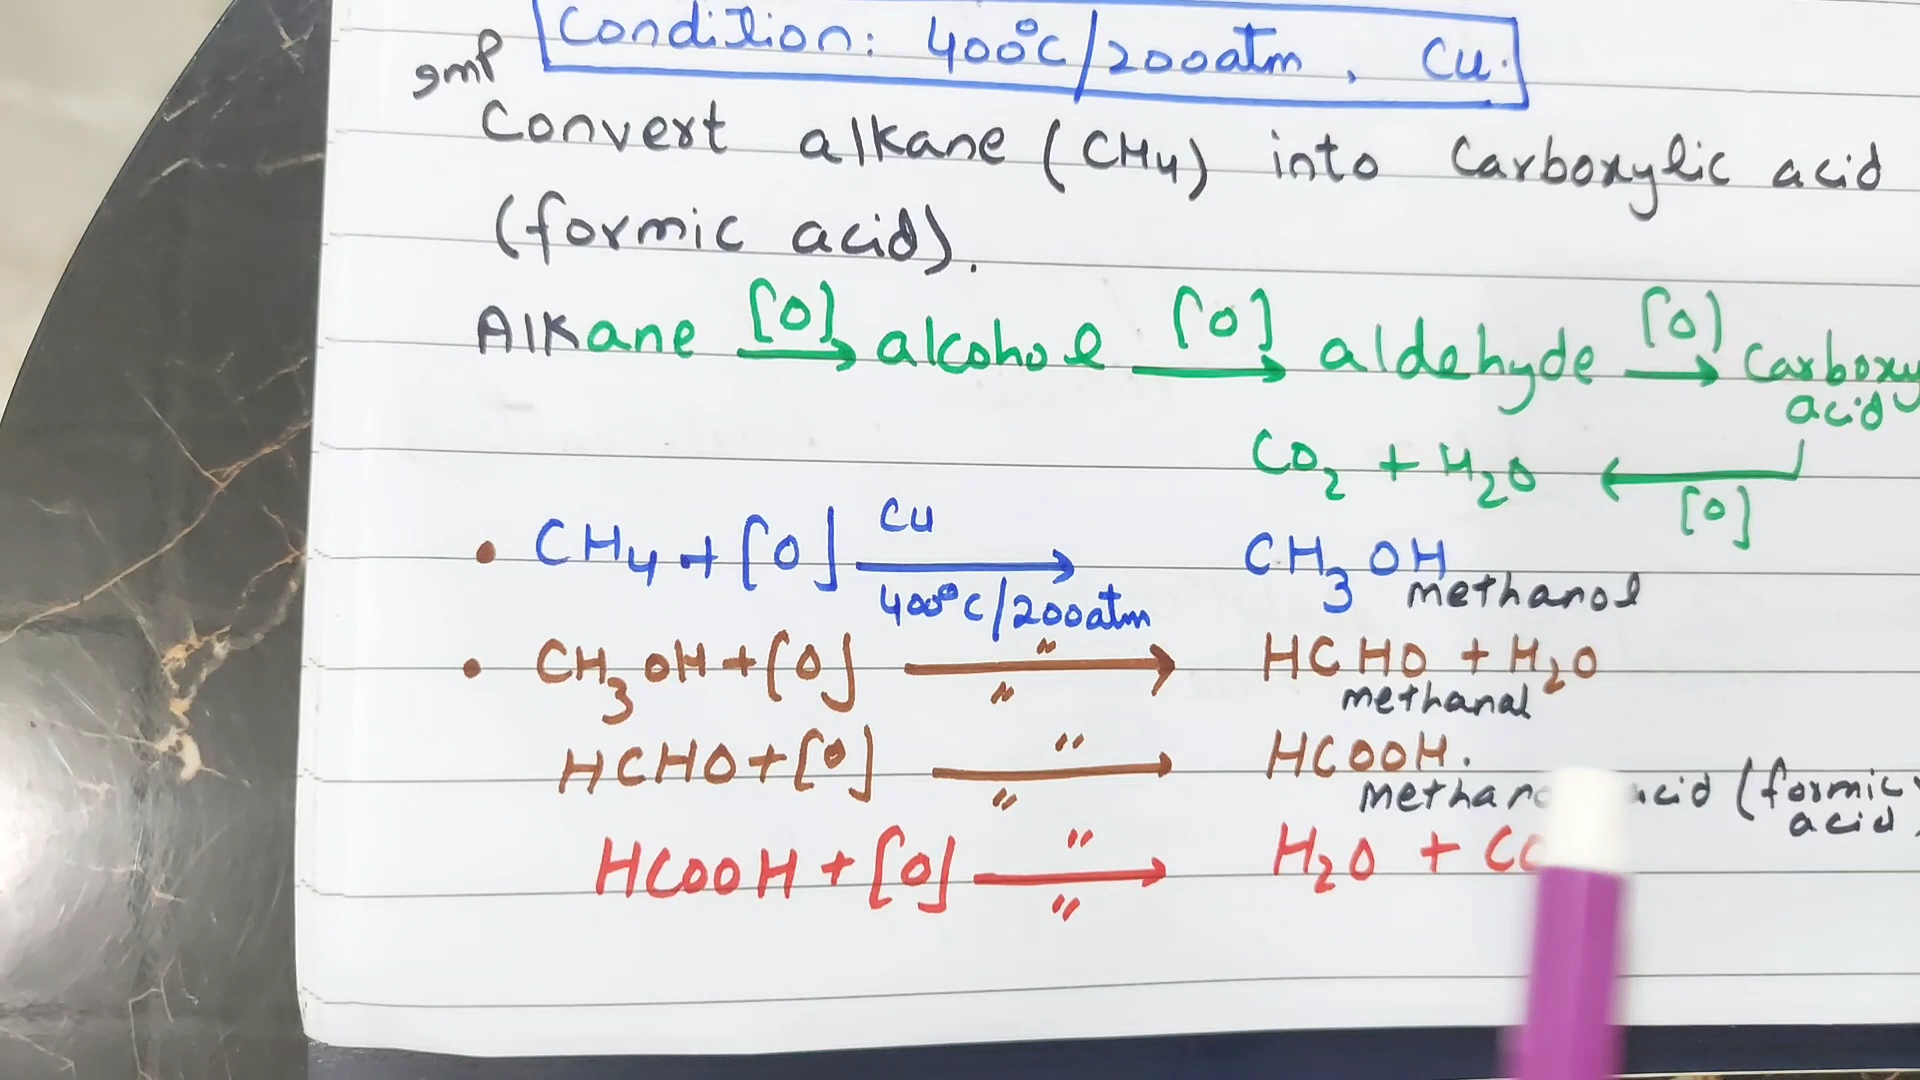 Condition: 400°C/200atm, Cu.
Imp
Convert alkane (CH4) into Carboxylic acid
(formic acid).
Alkane [O]→ alcohol [O]→ aldehyde [O]→ Carboxy
acid
CO2 + H2O ← [O]
• CH4 + [O] Cu → 400°C/200atm CH3OH
methanol
• CH3OH + [O] " → " HCHO + H2O
methanal
HCHO + [O] " → " HCOOH.
acid (formic
acid
HCOOH + [O] " → " H2O +